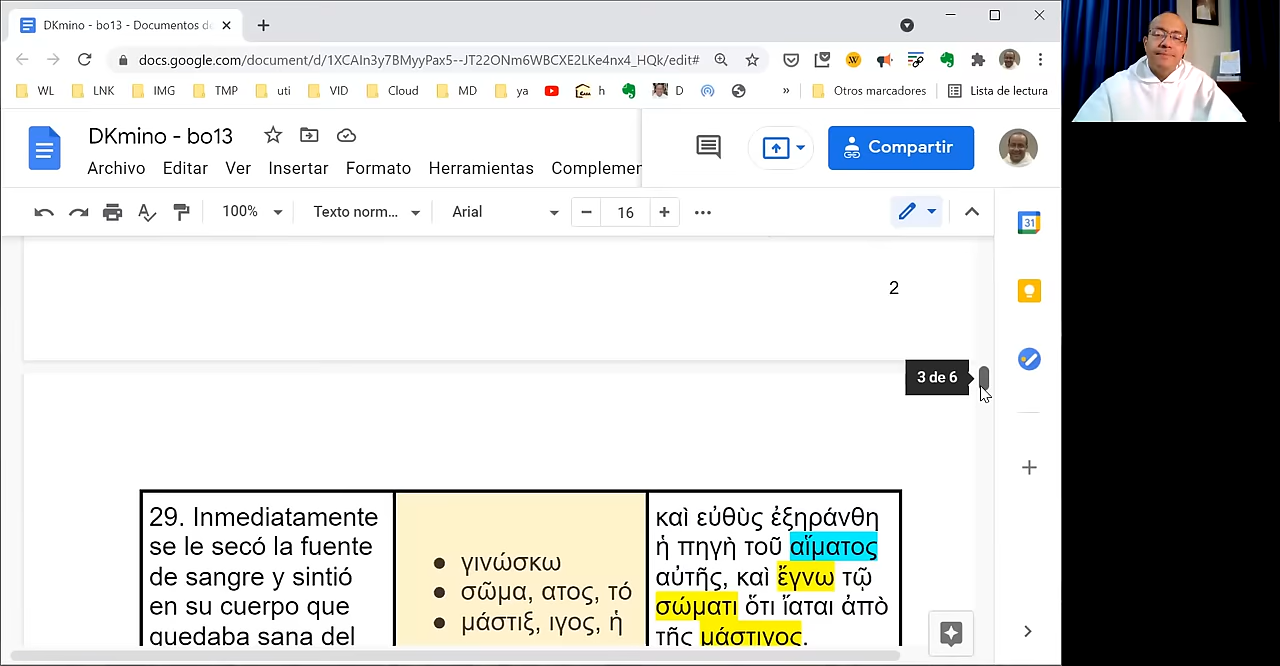 DKmino - bo13 - Documentos d
docs.google.com/document/d/1XCAIn3y7BMyyPax5--JT22ONm6WBCXE2LKe4nx4_HQk/edit#
WL LNK IMG TMP uti VID Cloud MD ya h D » Otros marcadores Lista de lectura
DKmino - bo13
Archivo Editar Ver Insertar Formato Herramientas Complemen
Compartir
100% Texto norm... Arial 16
31
2
3 de 6
29. Inmediatamente
se le secó la fuente
de sangre y sintió
en su cuerpo que
quedaba sana del
● γινώσκω
● σῶμα, ατος, τό
● μάστιξ, ιγος, ἡ
καὶ εὐθὺς ἐξηράνθη
ἡ πηγὴ τοῦ αἵματος
αὐτῆς, καὶ ἔγνω τῷ
σώματι ὅτι ἴαται ἀπὸ
τῆς μάστιγος.